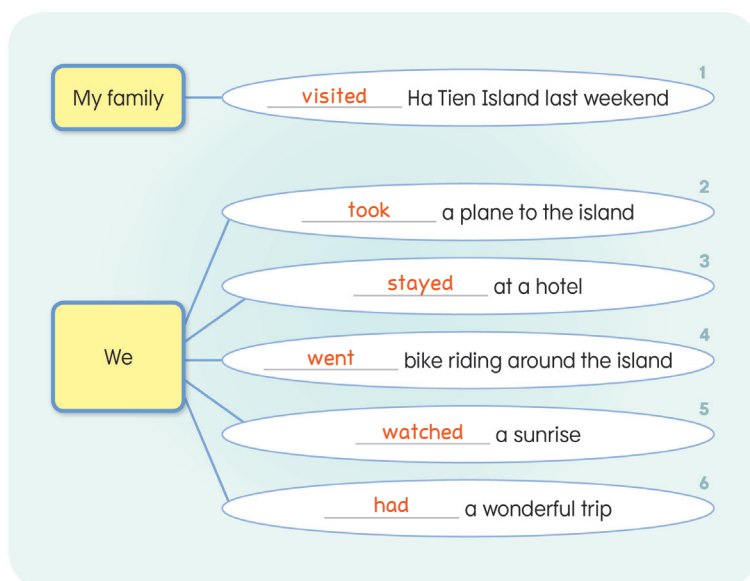 1
My family
visited Ha Tien Island last weekend
2
took a plane to the island
3
stayed at a hotel
We
4
went bike riding around the island
5
watched a sunrise
6
had a wonderful trip